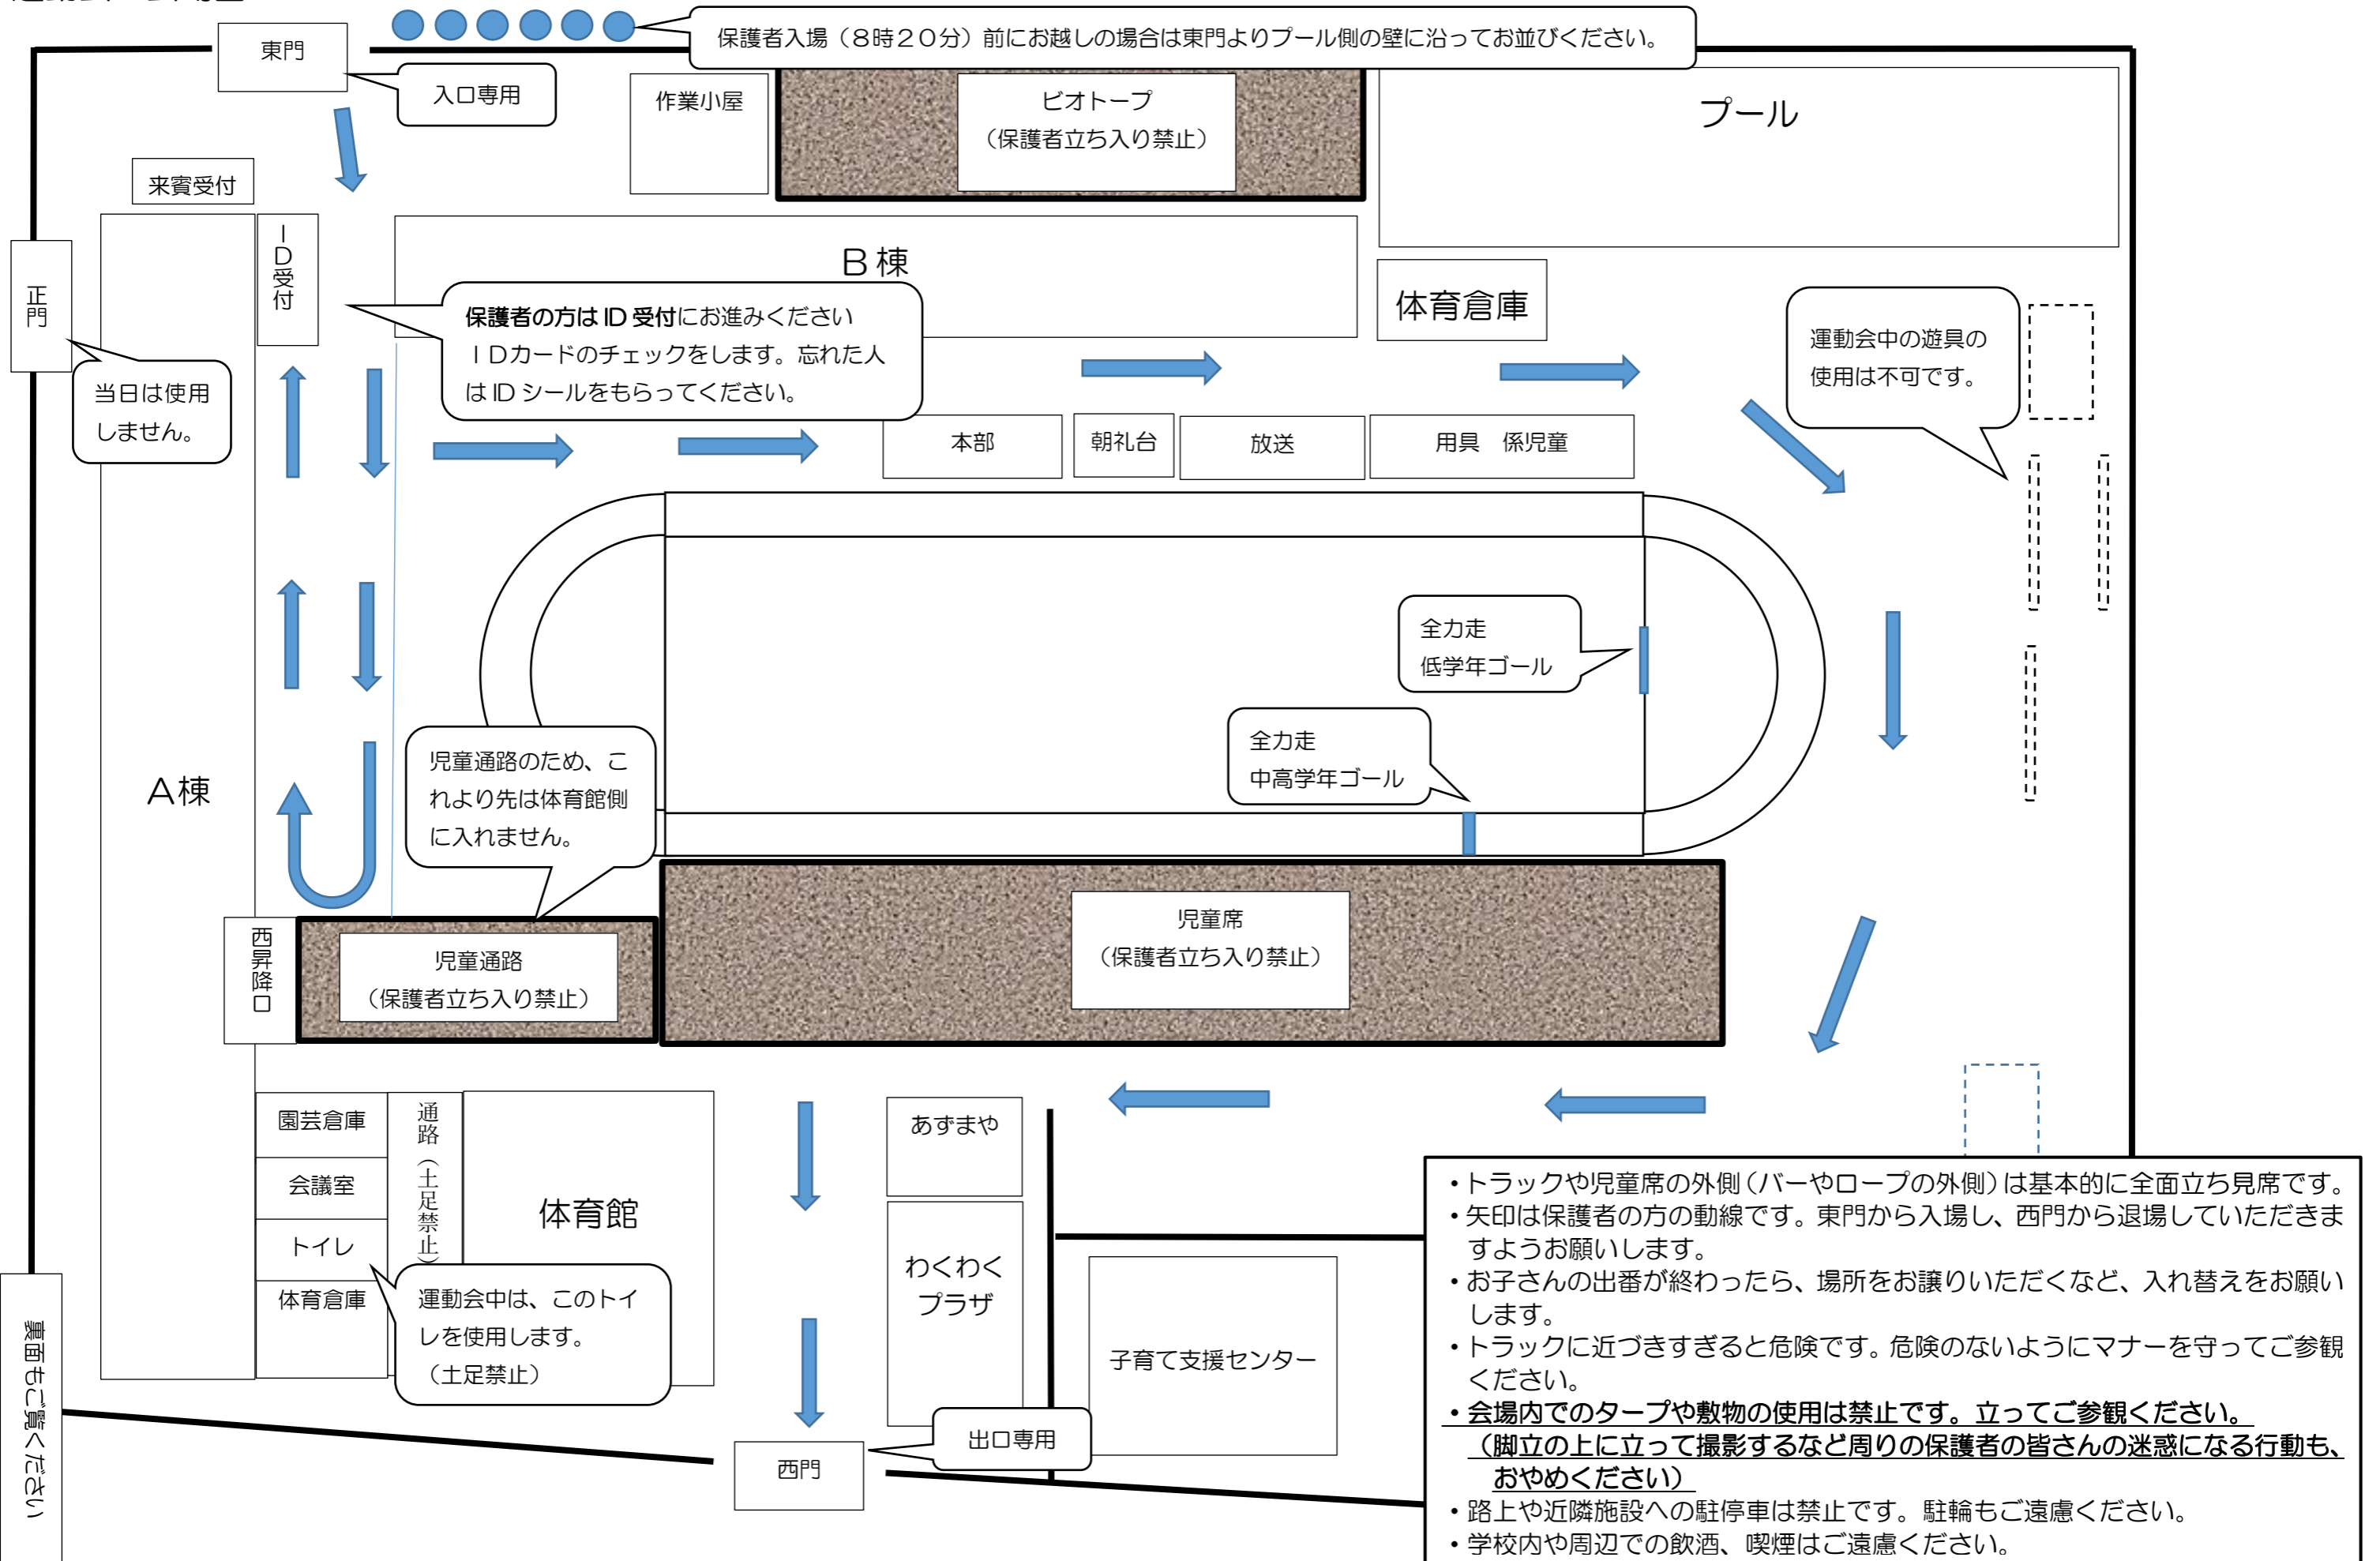 保護者入場（８時２０分）前にお越しの場合は東門よりプール側の壁に沿ってお並びください。
東門
入口専用
作業小屋
ビオトープ
（保護者立ち入り禁止）
プール
来賓受付
ＩＤ受付
正門
当日は使用
しません。
Ｂ棟
保護者の方は ID 受付にお進みください
ＩＤカードのチェックをします。忘れた人
は ID シールをもらってください。
体育倉庫
運動会中の遊具の
使用は不可です。
本部
朝礼台
放送
用具　係児童
全力走
低学年ゴール
全力走
中高学年ゴール
Ａ棟
児童通路のため、こ
れより先は体育館側
に入れません。
西昇降口
児童通路
（保護者立ち入り禁止）
児童席
（保護者立ち入り禁止）
園芸倉庫
会議室
トイレ
体育倉庫
通路（土足禁止）
体育館
運動会中は、このトイ
レを使用します。
（土足禁止）
あずまや
わくわく
プラザ
子育て支援センター
出口専用
西門
裏面もご覧ください
・トラックや児童席の外側（バーやロープの外側）は基本的に全面立ち見席です。
・矢印は保護者の方の動線です。東門から入場し、西門から退場していただきま
すようお願いします。
・お子さんの出番が終わったら、場所をお譲りいただくなど、入れ替えをお願い
します。
・トラックに近づきすぎると危険です。危険のないようにマナーを守ってご参観
ください。
・会場内でのタープや敷物の使用は禁止です。立ってご参観ください。
（脚立の上に立って撮影するなど周りの保護者の皆さんの迷惑になる行動も、
おやめください）
・路上や近隣施設への駐停車は禁止です。駐輪もご遠慮ください。
・学校内や周辺での飲酒、喫煙はご遠慮ください。